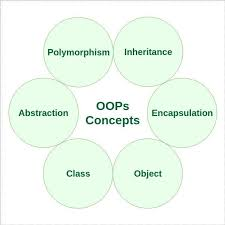 Polymorphism
Inheritance
Abstraction
OOPs
Concepts
Encapsulation
Class
Object